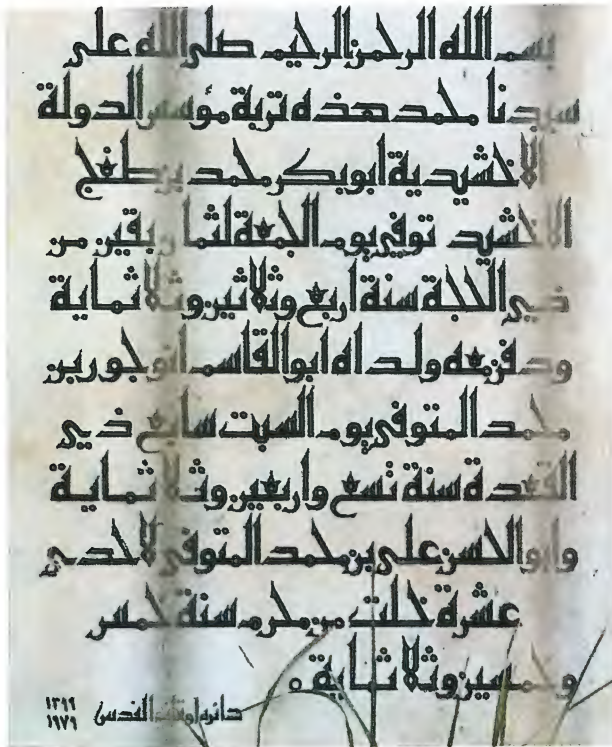 بسم الله الرحمن الرحيم صلى الله على
سيدنا محمد هذه تربة مؤسس الدولة
الاخشيدية ابو بكر محمد بن طغج
الاخشيد توفي يوم الجمعة لثمان بقين من
ذي الحجة سنة اربع وثلاثين وثلاثماية
ودفن معه ولداه ابو القاسم انوجور بن
محمد المتوفي يوم السبت سابع ذي
القعدة سنة تسع واربعين وثلاثماية
وابو الحسن علي بن محمد المتوفي لاحدي
عشرة خلت من محرم سنة خمس
وخمسين وثلاثماية
دائرة اوقاف القدس ١٣٩٩ ١٩٧٩